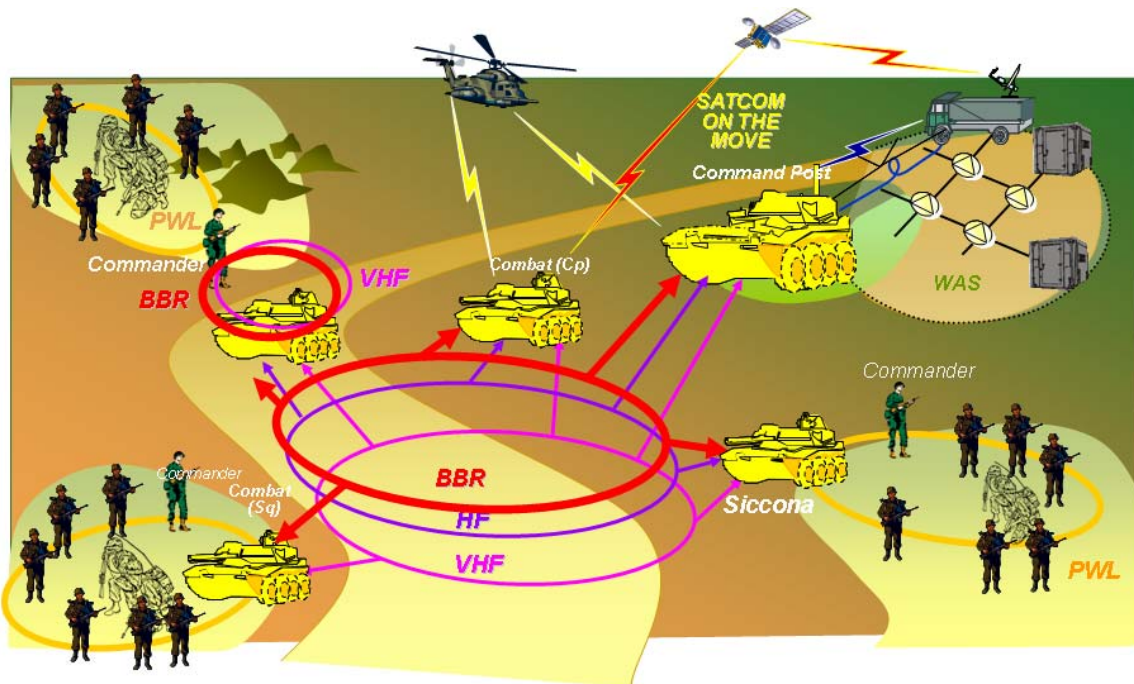 SATCOM
ON THE
MOVE
Command Post
PWL
Commander
VHF
BBR
Combat (Cp)
WAS
Commander
Commander
Combat
(Sq)
BBR
HF
VHF
Siccona
PWL